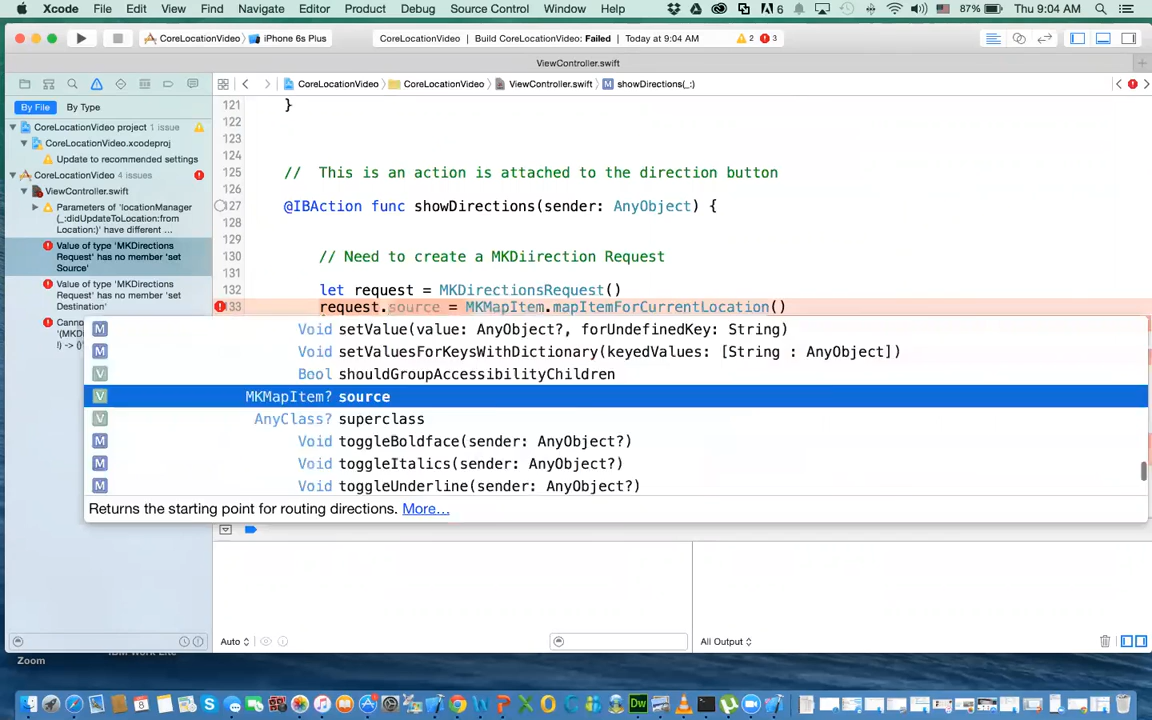 Xcode File Edit View Find Navigate Editor Product Debug Source Control Window Help 6 87% Thu 9:04 AM
CoreLocationVideo iPhone 6s Plus CoreLocationVideo Build CoreLocationVideo: Failed Today at 9:04 AM 2 3
ViewController.swift
CoreLocationVideo CoreLocationVideo ViewController.swift M showDirections(_:)
By File By Type
CoreLocationVideo project 1 issue
CoreLocationVideo.xcodeproj
Update to recommended settings
CoreLocationVideo 4 issues
ViewController.swift
Parameters of 'locationManager
(_:didUpdateToLocation:from
Location:)' have different ...
Value of type 'MKDirections
Request' has no member 'set
Source'
Value of type 'MKDirections
Request' has no member 'set
Destination'
121 }
122
123
124
125 // This is an action is attached to the direction button
126
127 @IBAction func showDirections(sender: AnyObject) {
128
129
130 // Need to create a MKDiirection Request
131
132 let request = MKDirectionsRequest()
133 request.source = MKMapItem.mapItemForCurrentLocation()
M Void setValue(value: AnyObject?, forUndefinedKey: String)
M Void setValuesForKeysWithDictionary(keyedValues: [String : AnyObject])
V Bool shouldGroupAccessibilityChildren
V MKMapItem? source
V AnyClass? superclass
M Void toggleBoldface(sender: AnyObject?)
M Void toggleItalics(sender: AnyObject?)
M Void toggleUnderline(sender: AnyObject?)
Returns the starting point for routing directions. More...
Auto All Output
Zoom